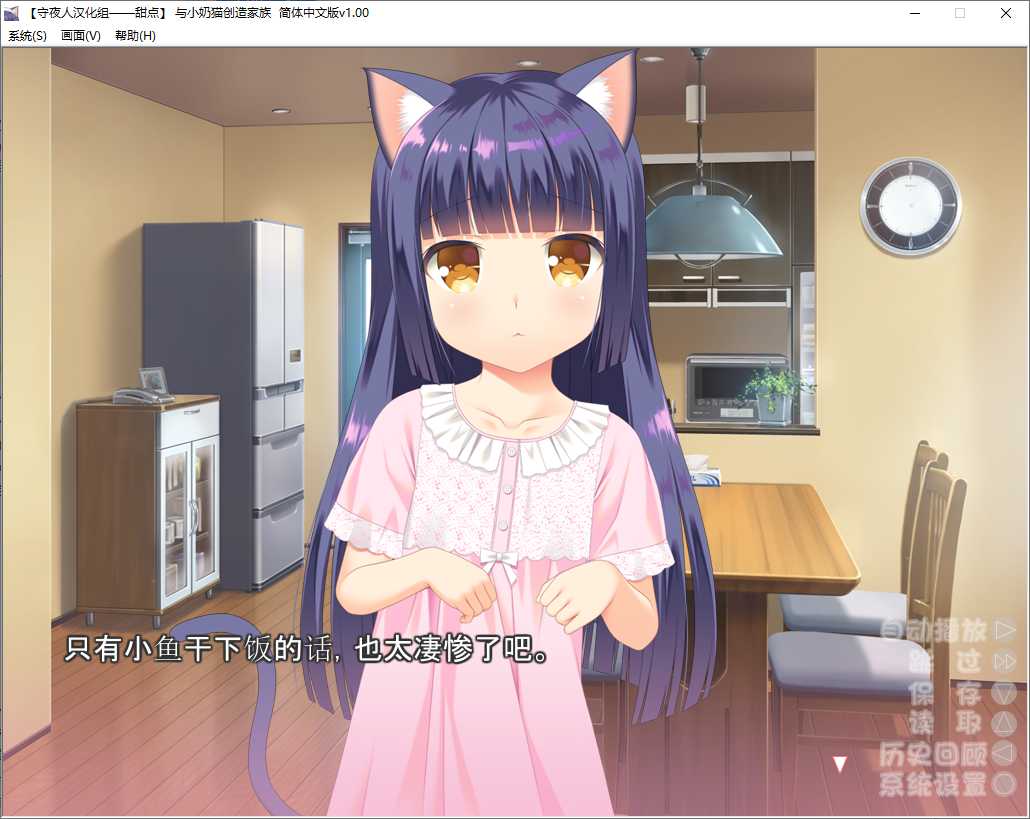 【守夜人汉化组——甜点】 与小奶猫创造家族 简体中文版v1.00
系统(S) 画面(V) 帮助(H)
只有小鱼干下饭的话，也太凄惨了吧。
自动播放
跳 过
保 存
读 取
历史回顾
系统设置